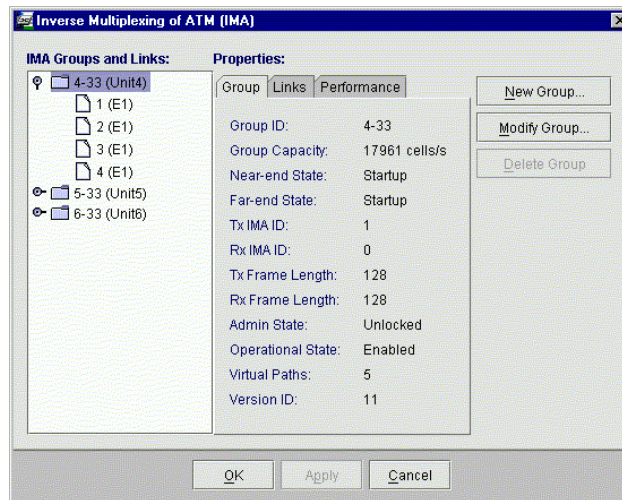 Inverse Multiplexing of ATM (IMA)
IMA Groups and Links:
4-33 (Unit4)
1 (E1)
2 (E1)
3 (E1)
4 (E1)
5-33 (Unit5)
6-33 (Unit6)
Properties:
Group Links Performance
Group ID: 4-33
Group Capacity: 17961 cells/s
Near-end State: Startup
Far-end State: Startup
Tx IMA ID: 1
Rx IMA ID: 0
Tx Frame Length: 128
Rx Frame Length: 128
Admin State: Unlocked
Operational State: Enabled
Virtual Paths: 5
Version ID: 11
New Group...
Modify Group...
Delete Group
OK Apply Cancel